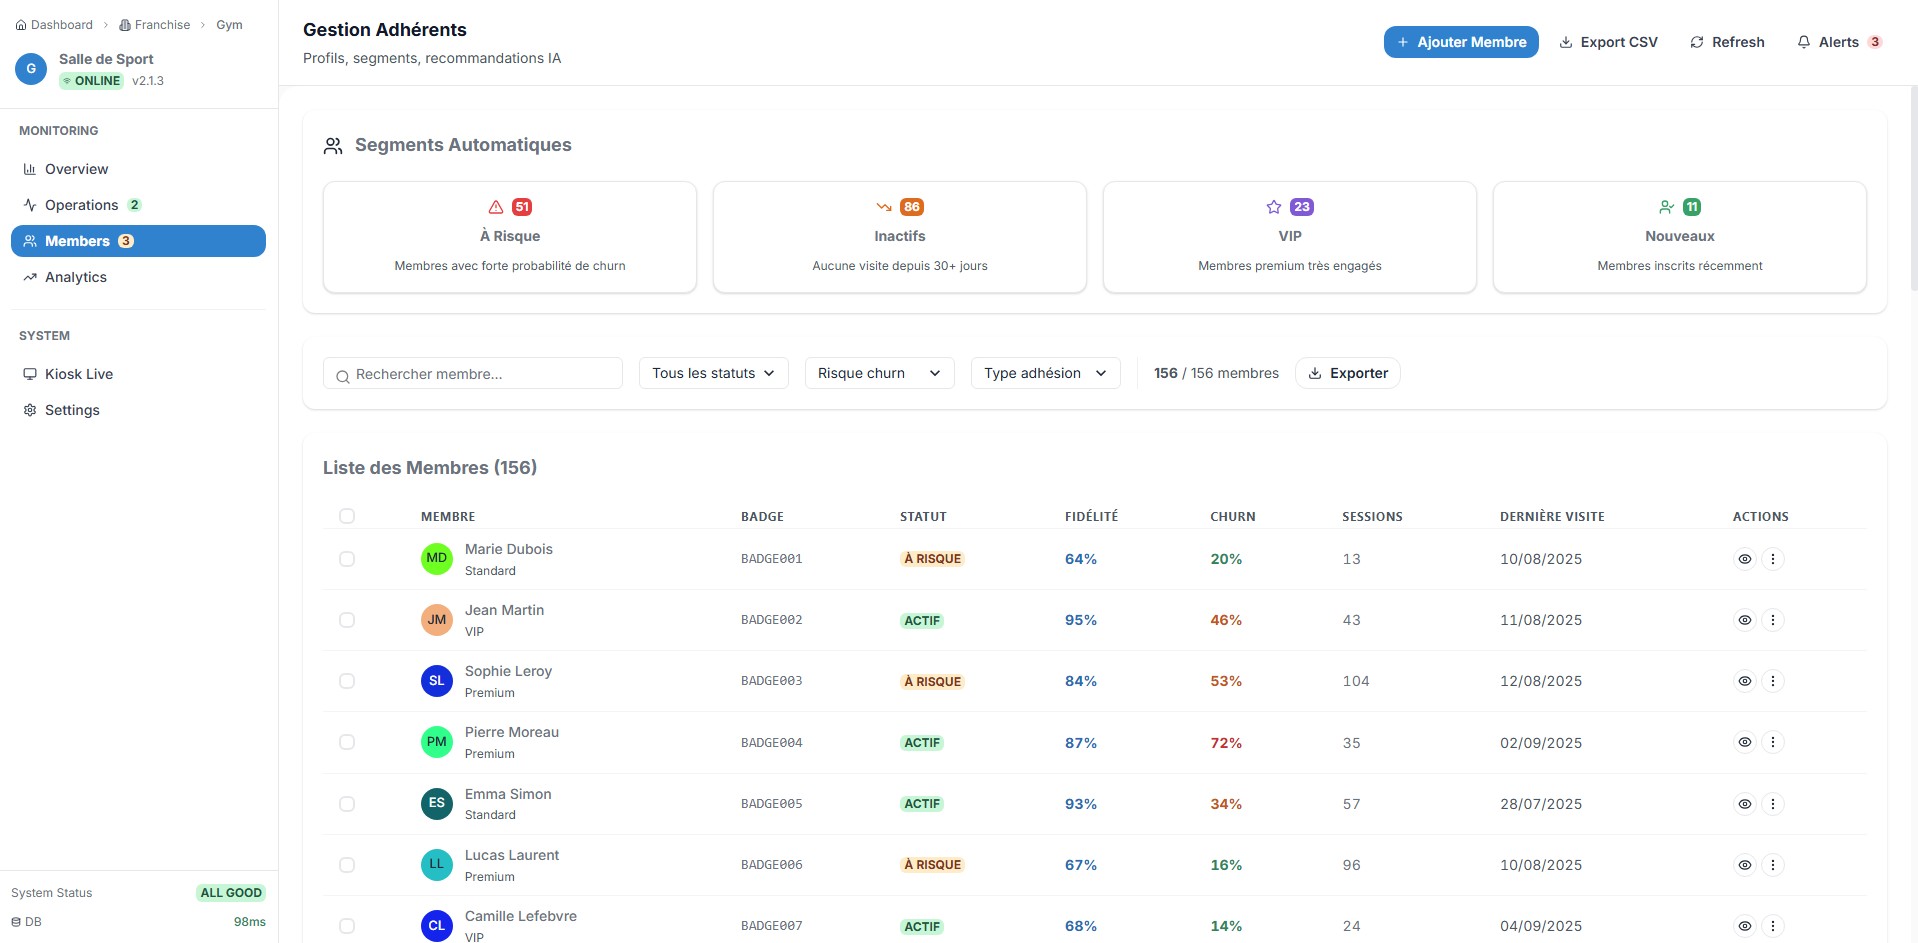 Dashboard > Franchise > Gym
G
Salle de Sport
ONLINE v2.1.3
MONITORING
Overview
Operations 2
Members 3
Analytics
SYSTEM
Kiosk Live
Settings
System Status ALL GOOD
DB 98ms
Gestion Adhérents
Profils, segments, recommandations IA
+ Ajouter Membre Export CSV Refresh Alerts 3
Segments Automatiques
51
À Risque
Membres avec forte probabilité de churn
86
Inactifs
Aucune visite depuis 30+ jours
23
VIP
Membres premium très engagés
11
Nouveaux
Membres inscrits récemment
Rechercher membre... Tous les statuts Risque churn Type adhésion 156 / 156 membres Exporter
Liste des Membres (156)
MEMBRE BADGE STATUT FIDÉLITÉ CHURN SESSIONS DERNIÈRE VISITE ACTIONS
MD Marie Dubois BADGE001 À RISQUE 64% 20% 13 10/08/2025
Standard
JM Jean Martin BADGE002 ACTIF 95% 46% 43 11/08/2025
VIP
SL Sophie Leroy BADGE003 À RISQUE 84% 53% 104 12/08/2025
Premium
PM Pierre Moreau BADGE004 ACTIF 87% 72% 35 02/09/2025
Premium
ES Emma Simon BADGE005 ACTIF 93% 34% 57 28/07/2025
Standard
LL Lucas Laurent BADGE006 À RISQUE 67% 16% 96 10/08/2025
Premium
CL Camille Lefebvre BADGE007 ACTIF 68% 14% 24 04/09/2025
VIP